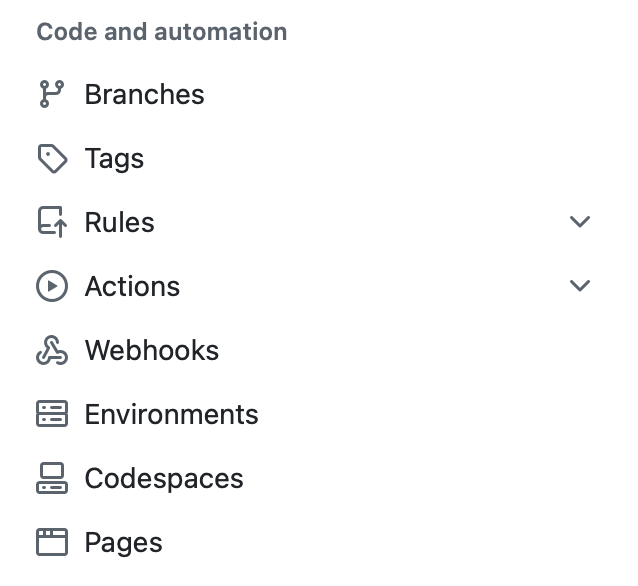 Code and automation
Branches
Tags
Rules
Actions
Webhooks
Environments
Codespaces
Pages